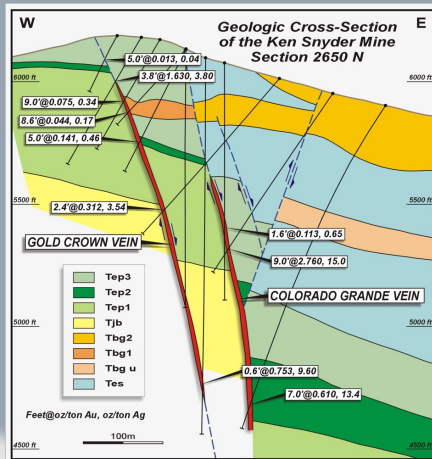 W
E
Geologic Cross-Section
of the Ken Snyder Mine
Section 2650 N
5.0'@0.013, 0.04
3.8'@1.630, 3.80
6000 ft
6000 ft
9.0'@0.075, 0.34
8.6'@0.044, 0.17
5.0'@0.141, 0.46
5500 ft
5500 ft
2.4'@0.312, 3.54
1.6'@0.113, 0.65
GOLD CROWN VEIN
9.0'@2.760, 15.0
Tep3
Tep2
Tep1
Tjb
Tbg2
Tbg1
Tbg u
Tes
COLORADO GRANDE VEIN
5000 ft
5000 ft
0.6'@0.753, 9.60
7.0'@0.610, 13.4
Feet@oz/ton Au, oz/ton Ag
100m
4500 ft
4500 ft